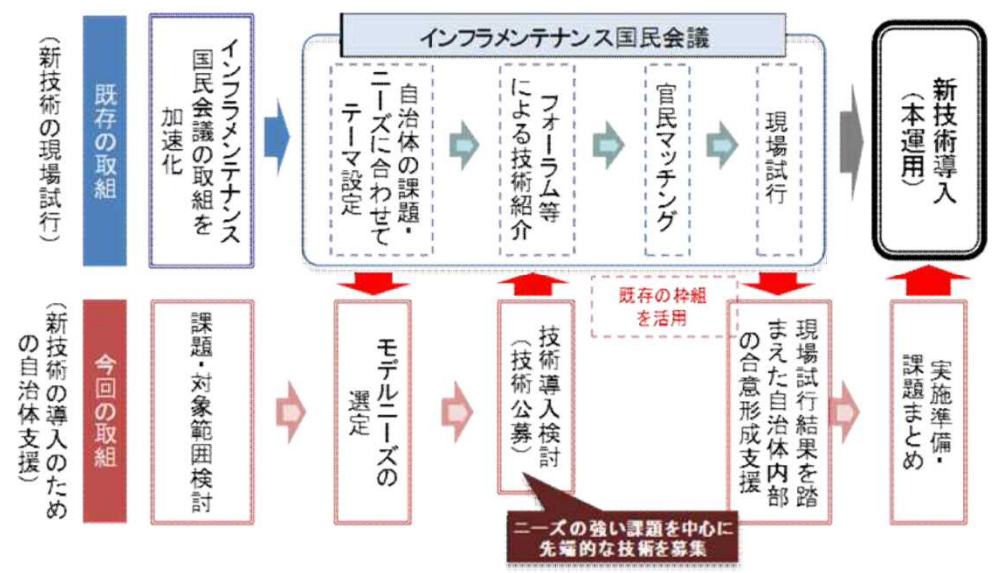 インフラメンテナンス国民会議
（新技術の現場試行）
既存の取組
インフラメンテナンス
国民会議の取組を
加速化
自治体の課題・
ニーズに合わせて
テーマ設定
フォーラム等
による技術紹介
官民マッチング
現場試行
新技術導入
（本運用）
既存の枠組
を活用
（新技術の導入のため
の自治体支援）
今回の取組
課題・対象範囲検討
モデルニーズの
選定
技術導入検討
（技術公募）
現場試行結果を踏
まえた自治体内部
の合意形成支援
実施準備・
課題まとめ
ニーズの強い課題を中心に
先端的な技術を募集